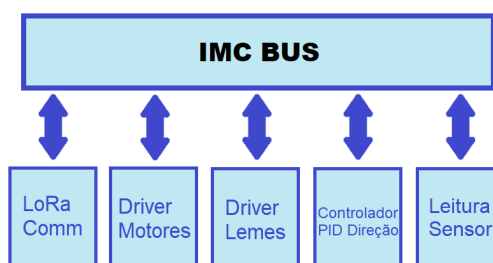 IMC BUS
LoRa
Comm
Driver
Motores
Driver
Lemes
Controlador
PID Direção
Leitura
Sensor